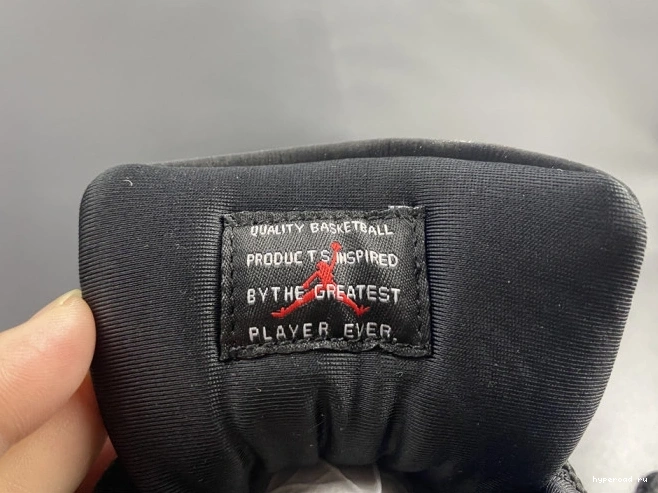 QUALITY BASKETBALL
PRODUCTS INSPIRED
BY THE GREATEST
PLAYER EVER.